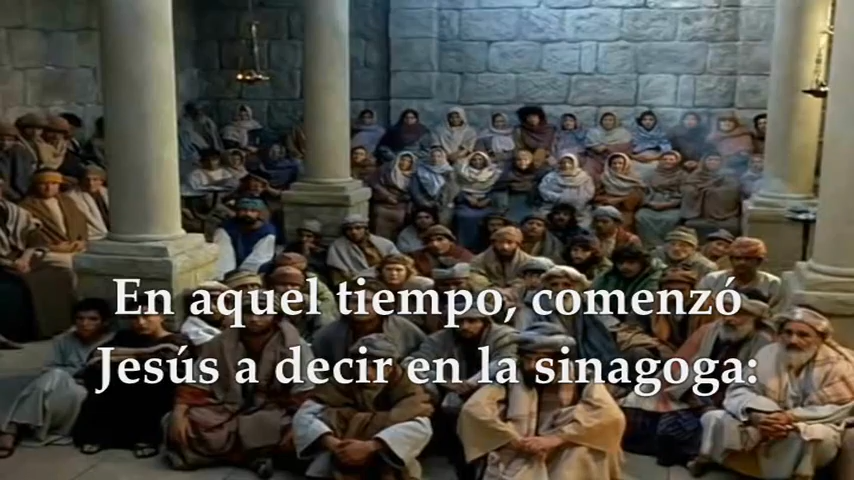 En aquel tiempo, comenzó
Jesús a decir en la sinagoga: